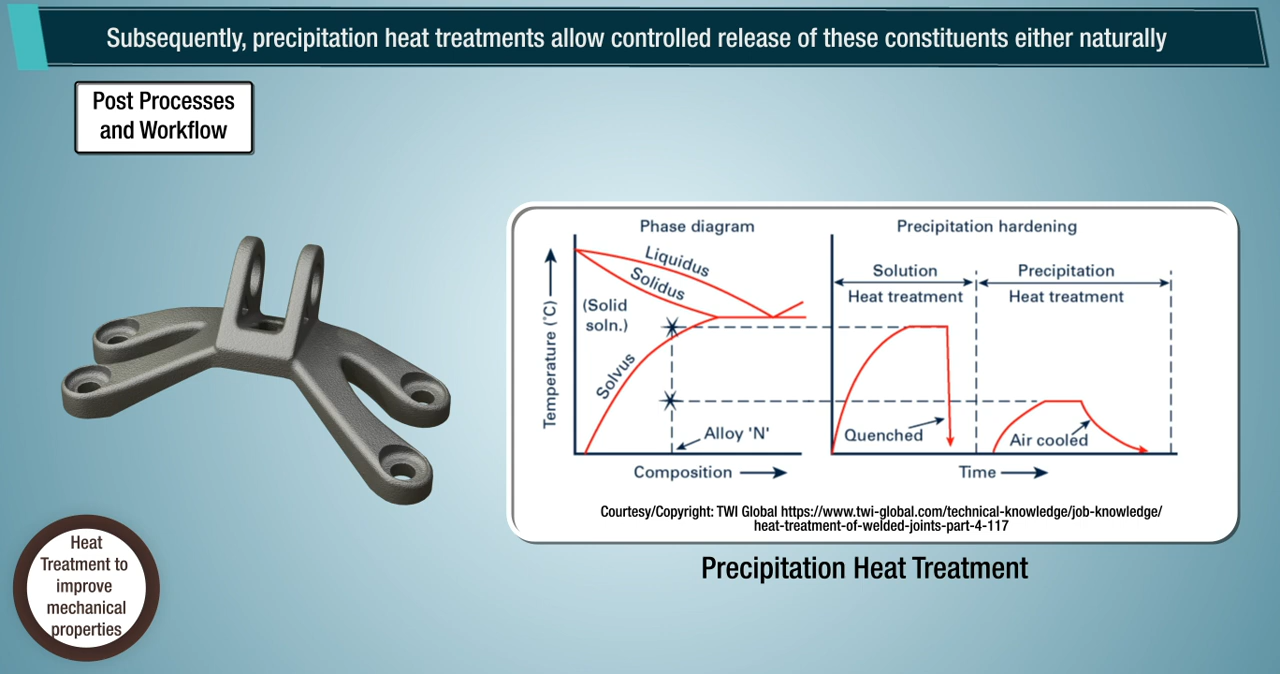 Subsequently, precipitation heat treatments allow controlled release of these constituents either naturally
Post Processes
and Workflow
Phase diagram
Liquidus
Solidus
(Solid
soln.)
Solvus
Temperature (°C)
Alloy 'N'
Composition
Precipitation hardening
Solution
Heat treatment
Precipitation
Heat treatment
Quenched
Air cooled
Time
Courtesy/Copyright: TWI Global https://www.twi-global.com/technical-knowledge/job-knowledge/
heat-treatment-of-welded-joints-part-4-117
Precipitation Heat Treatment
Heat
Treatment to
improve
mechanical
properties